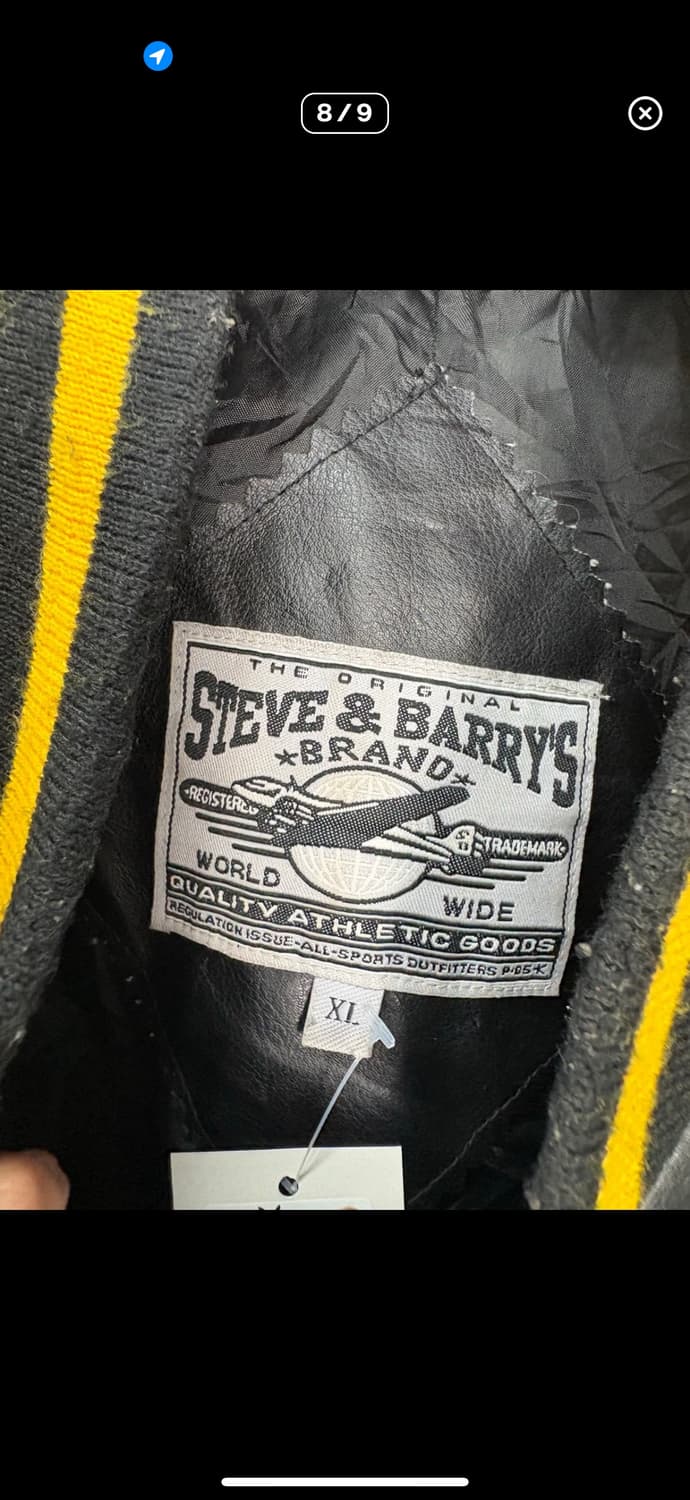 8/9
THE ORIGINAL
STEVE & BARRY'S
★BRAND★
REGISTERED
TRADEMARK
WORLD
WIDE
QUALITY ATHLETIC GOODS
REGULATION ISSUE-ALL-SPORTS OUTFITTERS P-05-K
XL